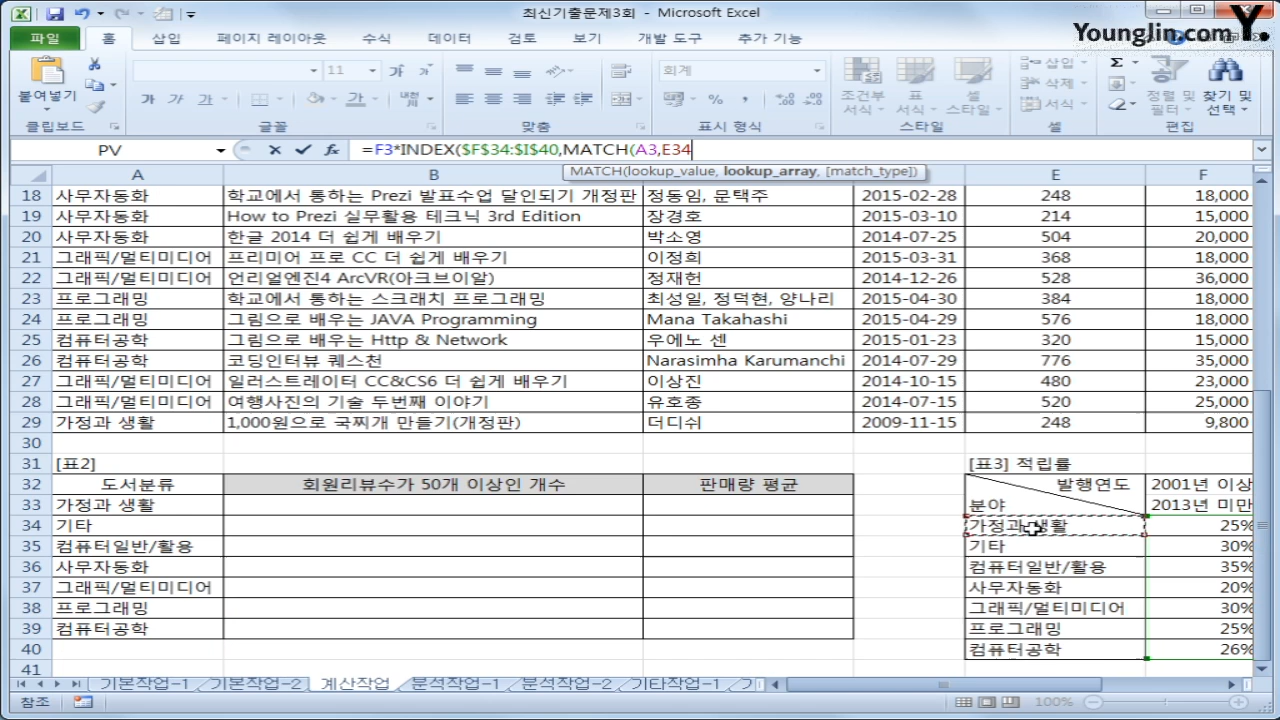 최신기출문제3회 - Microsoft Excel
Younglin.com Y.
파일 홈 삽입 페이지 레이아웃 수식 데이터 검토 보기 개발 도구 추가 기능
붙여넣기 11 가 가 회계 조건부 서식 표 서식 셀 스타일 삽입 삭제 서식 정렬 및 필터 찾기 및 선택
가 가 가 가 내천 %
클립보드 글꼴 맞춤 표시 형식 스타일 셀 편집
PV =F3*INDEX($F$34:$I$40,MATCH(A3,E34
MATCH(lookup_value, lookup_array, [match_type])
A B E F
18 사무자동화 학교에서 통하는 Prezi 발표수업 달인되기 개정판 정동임, 문택주 2015-02-28 248 18,000
19 사무자동화 How to Prezi 실무활용 테크닉 3rd Edition 장경호 2015-03-10 214 15,000
20 사무자동화 한글 2014 더 쉽게 배우기 박소영 2014-07-25 504 20,000
21 그래픽/멀티미디어 프리미어 프로 CC 더 쉽게 배우기 이정희 2015-03-31 368 18,000
22 그래픽/멀티미디어 언리얼엔진4 ArcVR(아크브이알) 정재헌 2014-12-26 528 36,000
23 프로그래밍 학교에서 통하는 스크래치 프로그래밍 최성일, 정덕현, 양나리 2015-04-30 384 18,000
24 프로그래밍 그림으로 배우는 JAVA Programming Mana Takahashi 2015-04-29 576 18,000
25 컴퓨터공학 그림으로 배우는 Http & Network 우에노 센 2015-01-23 320 15,000
26 컴퓨터공학 코딩인터뷰 퀘스천 Narasimha Karumanchi 2014-07-29 776 35,000
27 그래픽/멀티미디어 일러스트레이터 CC&CS6 더 쉽게 배우기 이상진 2014-10-15 480 23,000
28 그래픽/멀티미디어 여행사진의 기술 두번째 이야기 유호종 2014-07-15 520 25,000
29 가정과 생활 1,000원으로 국찌개 만들기(개정판) 더디쉬 2009-11-15 248 9,800
30
31 [표2] [표3] 적립률
32 도서분류 회원리뷰수가 50개 이상인 개수 판매량 평균 발행연도 2001년 이상
33 가정과 생활 분야 2013년 미만
34 기타 가정과 생활 25%
35 컴퓨터일반/활용 기타 30%
36 사무자동화 컴퓨터일반/활용 35%
37 그래픽/멀티미디어 사무자동화 20%
38 프로그래밍 그래픽/멀티미디어 30%
39 컴퓨터공학 프로그래밍 25%
40 컴퓨터공학 26%
41
기본작업-1 기본작업-2 계산작업 분석작업-1 분석작업-2 기타작업-1 기
참조 100%